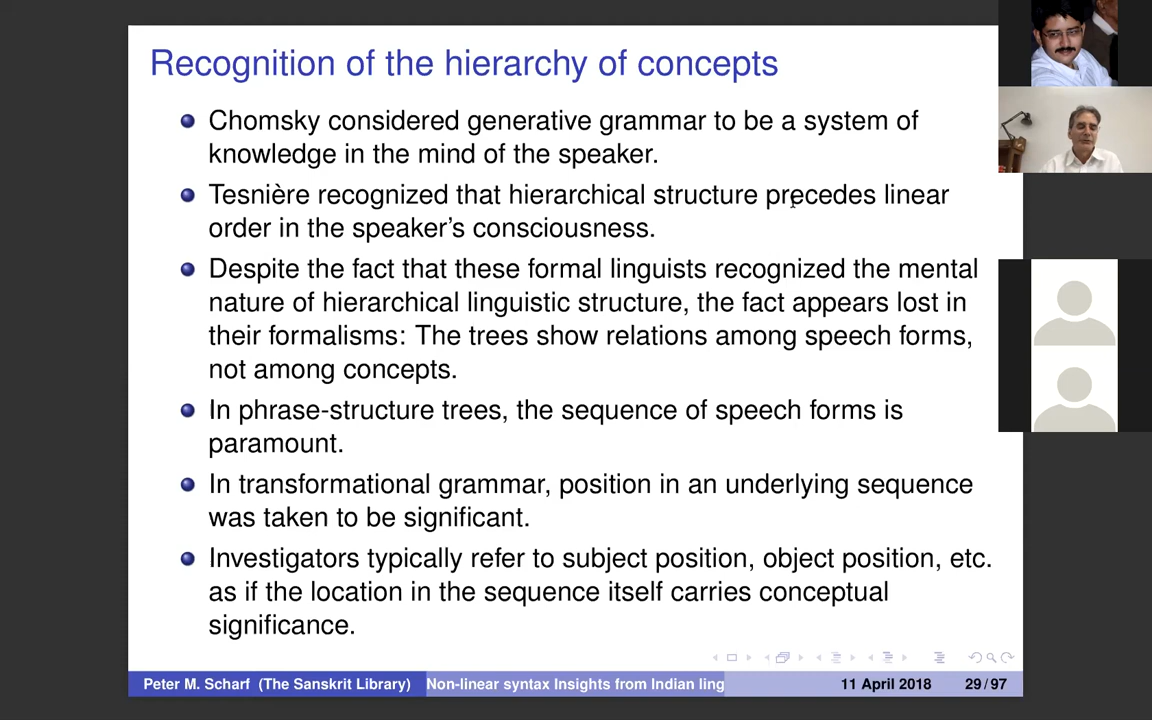 Recognition of the hierarchy of concepts
Chomsky considered generative grammar to be a system of
knowledge in the mind of the speaker.
Tesnière recognized that hierarchical structure precedes linear
order in the speaker's consciousness.
Despite the fact that these formal linguists recognized the mental
nature of hierarchical linguistic structure, the fact appears lost in
their formalisms: The trees show relations among speech forms,
not among concepts.
In phrase-structure trees, the sequence of speech forms is
paramount.
In transformational grammar, position in an underlying sequence
was taken to be significant.
Investigators typically refer to subject position, object position, etc.
as if the location in the sequence itself carries conceptual
significance.
Peter M. Scharf (The Sanskrit Library) Non-linear syntax Insights from Indian ling 11 April 2018 29/97